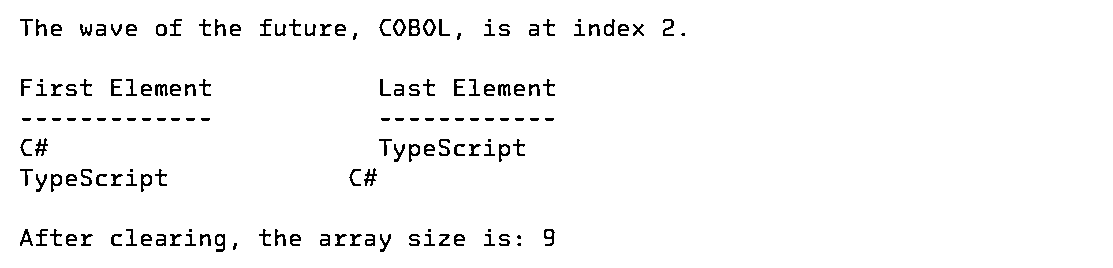 The wave of the future, COBOL, is at index 2.
First Element           Last Element
-------------           ------------
C#                      TypeScript
TypeScript            C#
After clearing, the array size is: 9